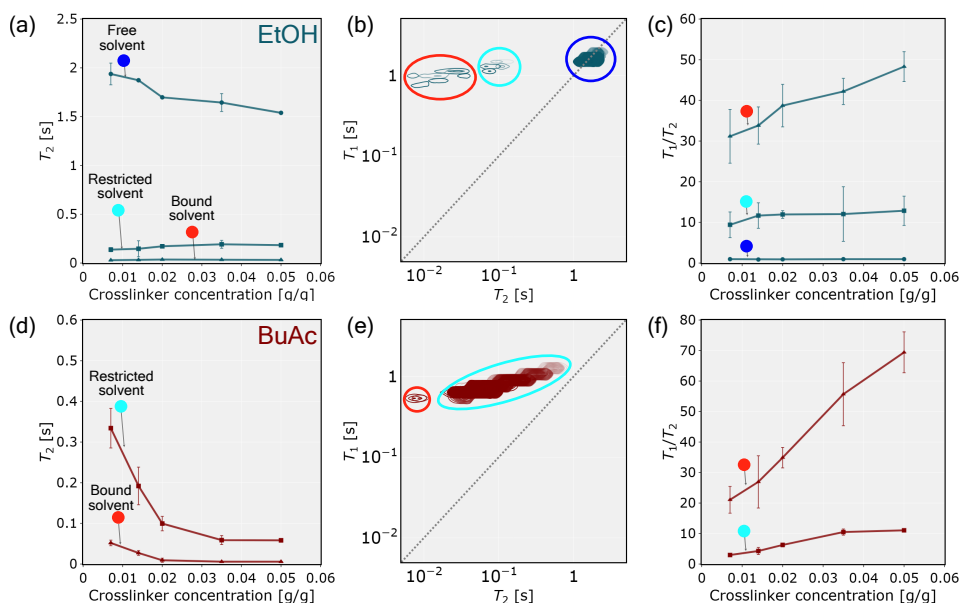 (a)
EtOH
Free
solvent
Restricted
solvent
Bound
solvent
T₂ [s]
2.5
2
1.5
1
0.5
0
0
0.01
0.02
0.03
0.04
0.05
0.06
Crosslinker concentration [g/g]
(b)
T₁ [s]
1
10⁻¹
10⁻²
10⁻²
10⁻¹
1
T₂ [s]
(c)
T₁/T₂
60
50
40
30
20
10
0
0
0.01
0.02
0.03
0.04
0.05
0.06
Crosslinker concentration [g/g]
(d)
BuAc
Restricted
solvent
Bound
solvent
T₂ [s]
0.6
0.5
0.4
0.3
0.2
0.1
0
0
0.01
0.02
0.03
0.04
0.05
0.06
Crosslinker concentration [g/g]
(e)
T₁ [s]
1
10⁻¹
10⁻²
10⁻²
10⁻¹
1
T₂ [s]
(f)
T₁/T₂
80
70
60
50
40
30
20
10
0
0
0.01
0.02
0.03
0.04
0.05
0.06
Crosslinker concentration [g/g]